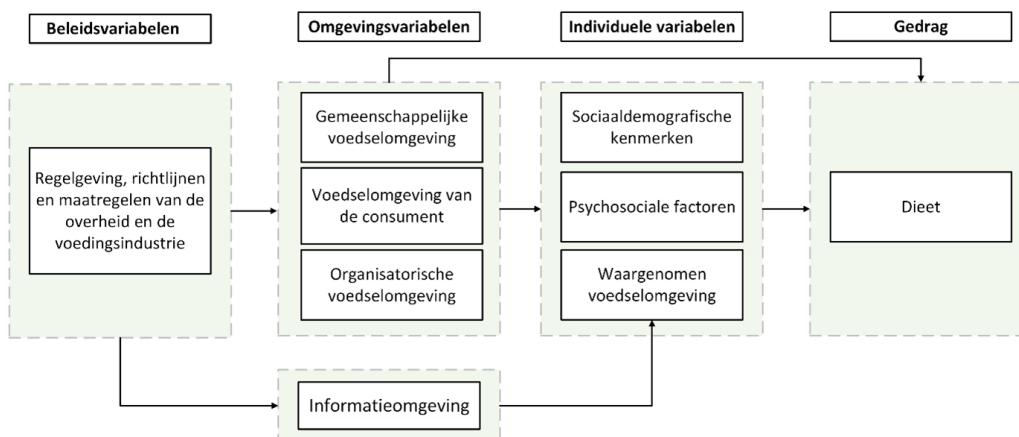 Beleidsvariabelen
Omgevingsvariabelen
Individuele variabelen
Gedrag
Regelgeving, richtlijnen
en maatregelen van de
overheid en de
voedingsindustrie
Gemeenschappelijke
voedselomgeving
Voedselomgeving van
de consument
Organisatorische
voedselomgeving
Sociaaldemografische
kenmerken
Psychosociale factoren
Waargenomen
voedselomgeving
Dieet
Informatieomgeving